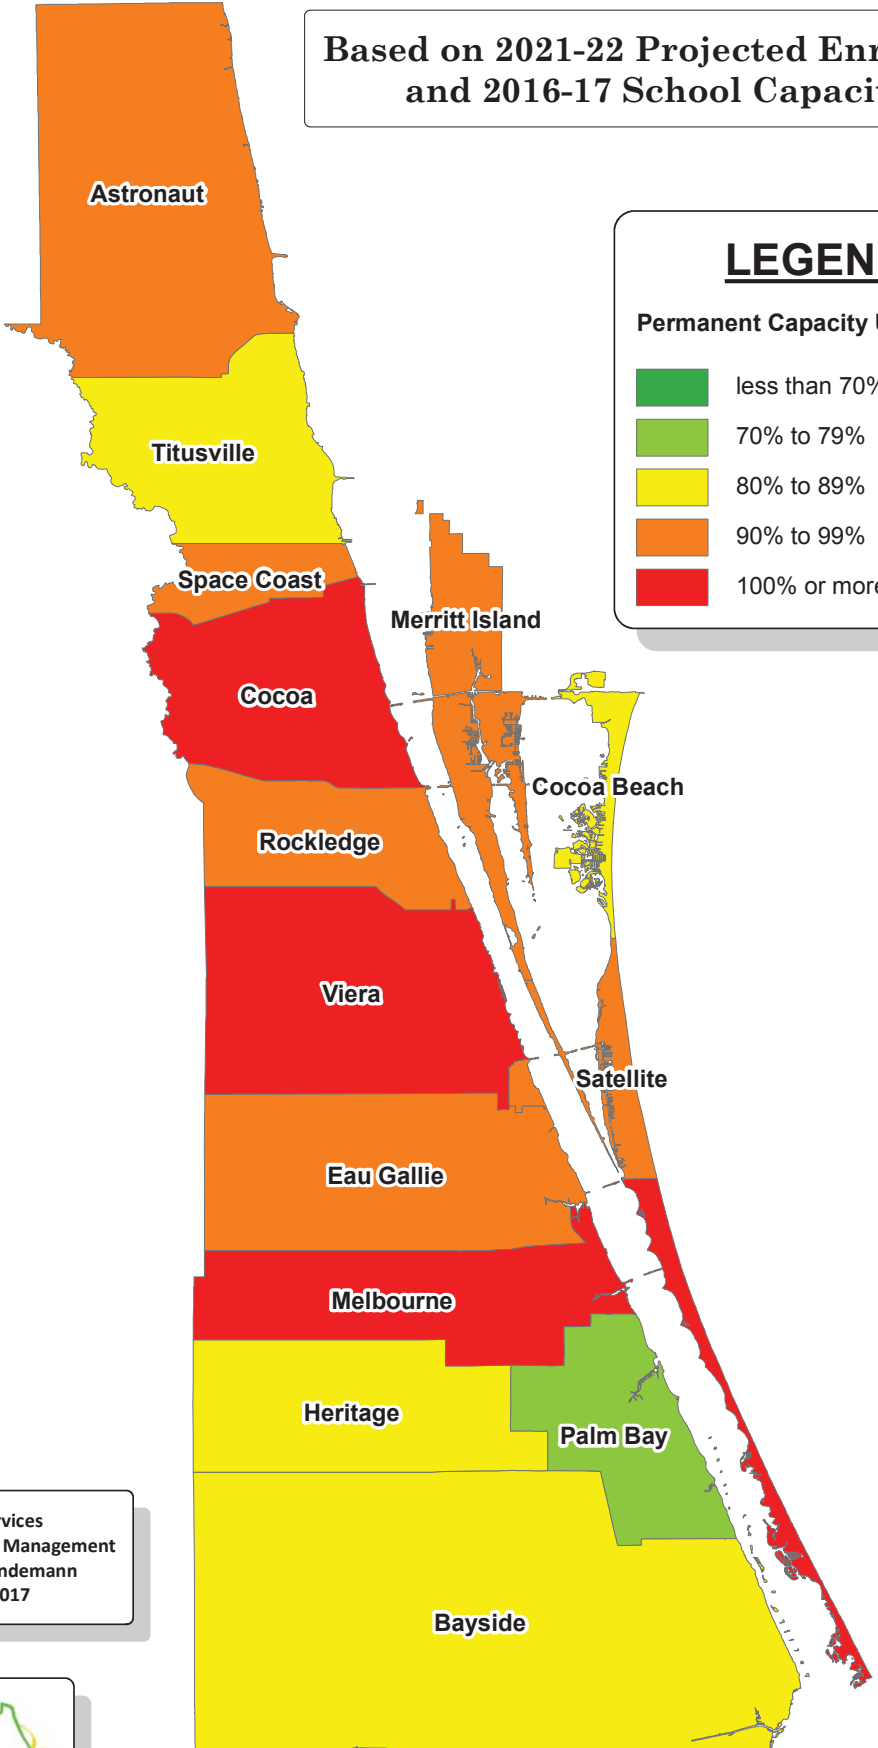 Based on 2021-22 Projected Enr
and 2016-17 School Capaci
LEGEN
Permanent Capacity
less than 70%
70% to 79%
80% to 89%
90% to 99%
100% or more
Astronaut
Titusville
Space Coast
Merritt Island
Cocoa
Cocoa Beach
Rockledge
Viera
Satellite
Eau Gallie
Melbourne
Heritage
Palm Bay
Bayside
rvices
Management
ndemann
017